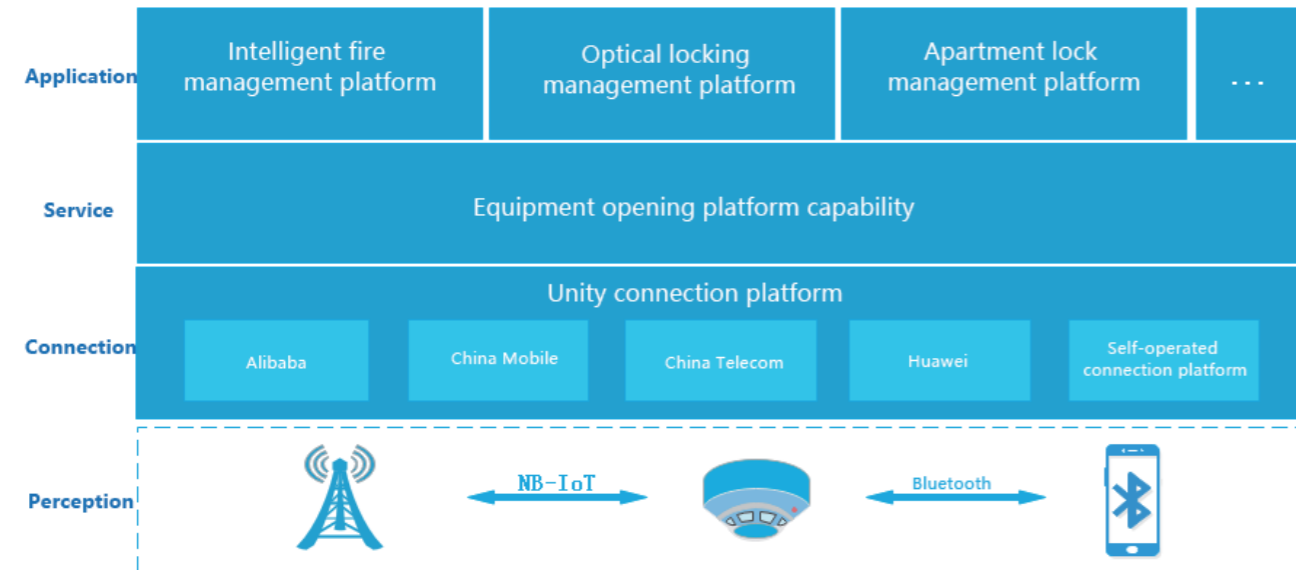 Application
Intelligent fire
management platform
Optical locking
management platform
Apartment lock
management platform
...
Service
Equipment opening platform capability
Connection
Unity connection platform
Alibaba
China Mobile
China Telecom
Huawei
Self-operated
connection platform
Perception
NB-IoT
Bluetooth